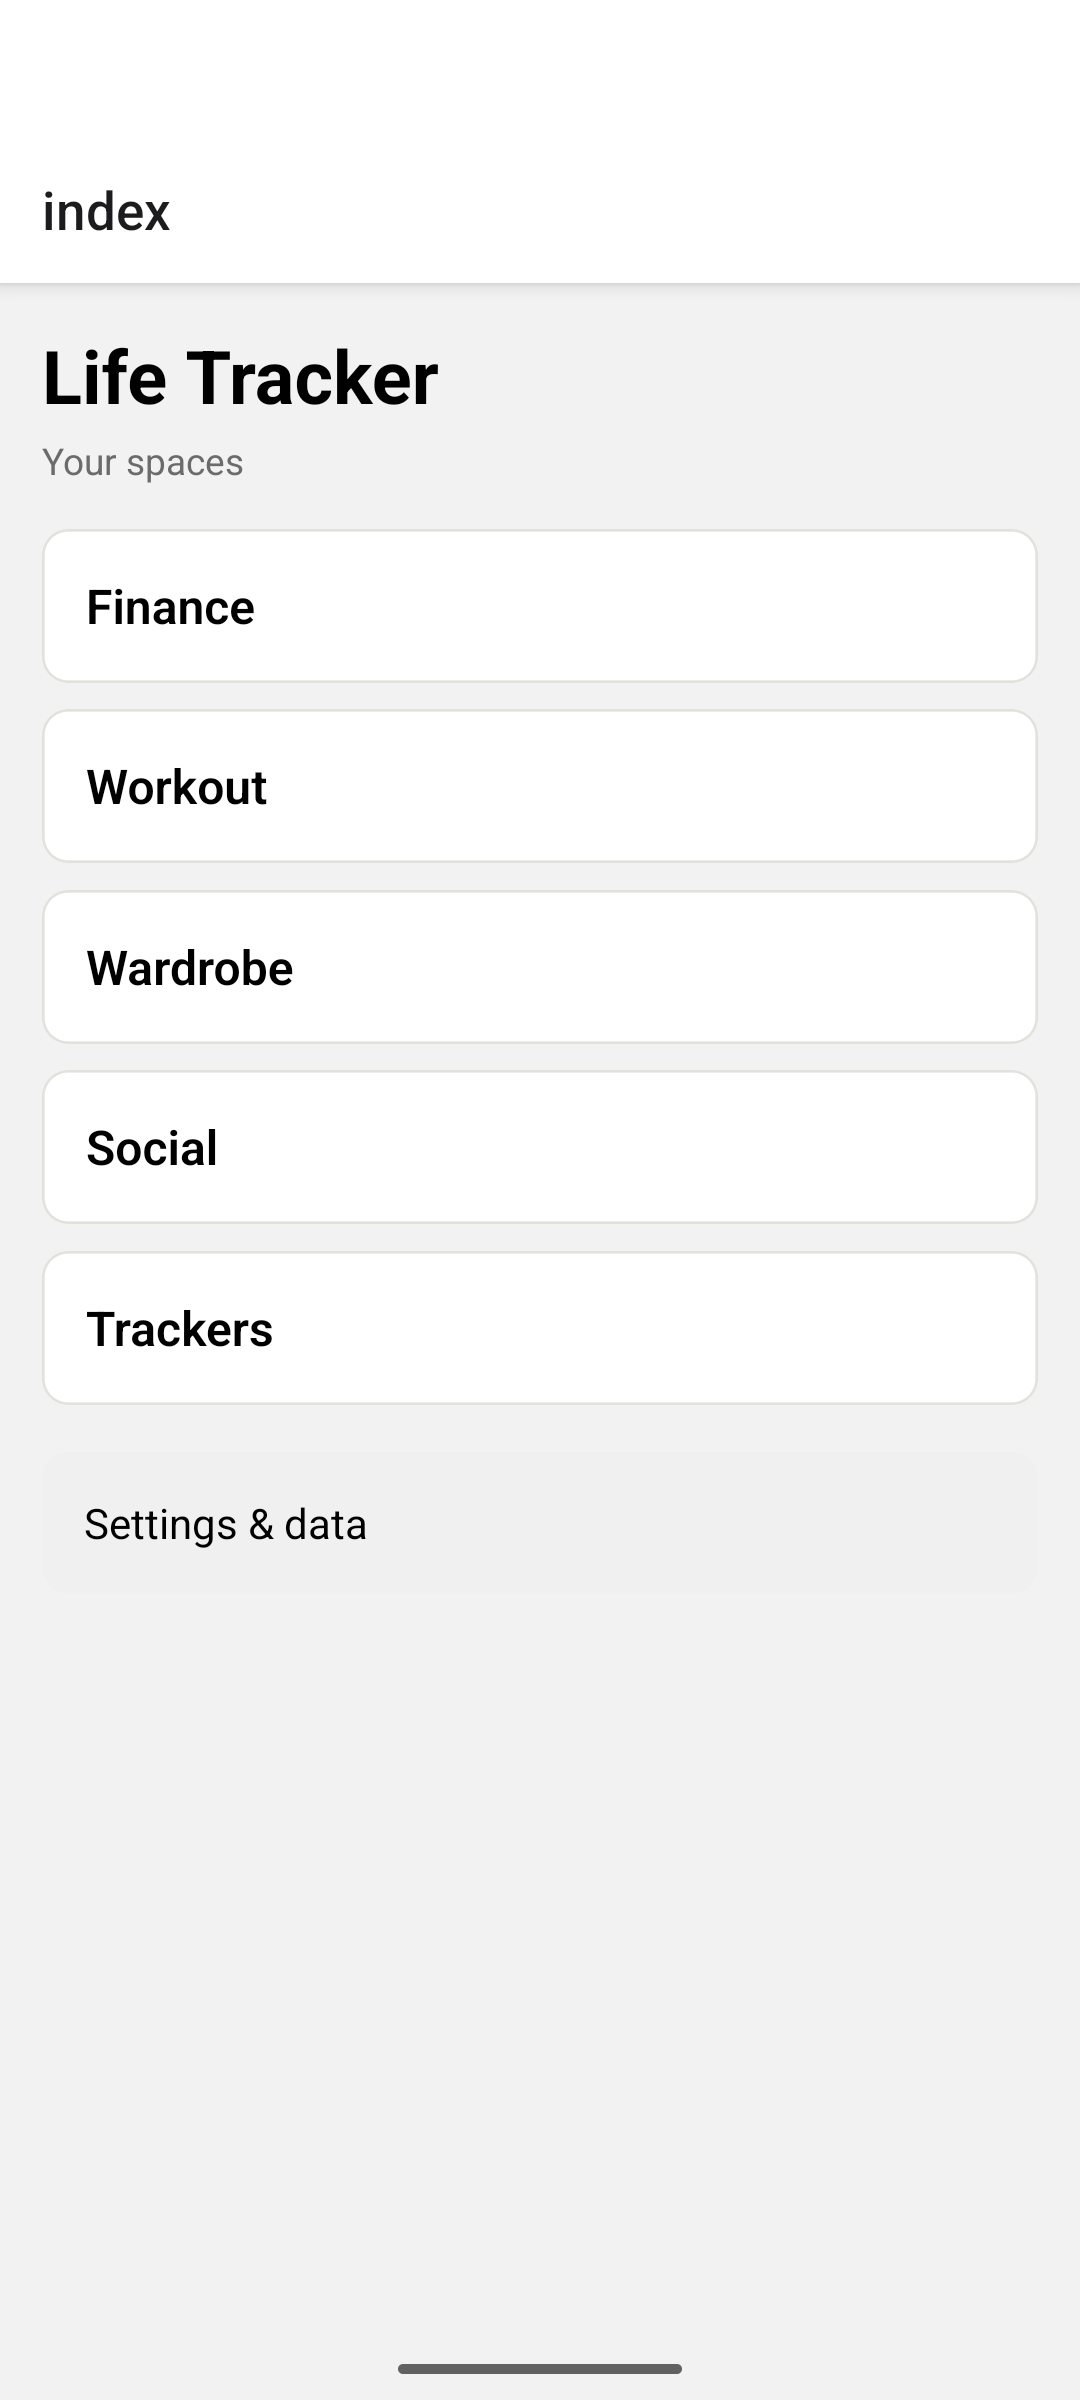 index
Life Tracker
Your spaces
Finance
Workout
Wardrobe
Social
Trackers
Settings & data